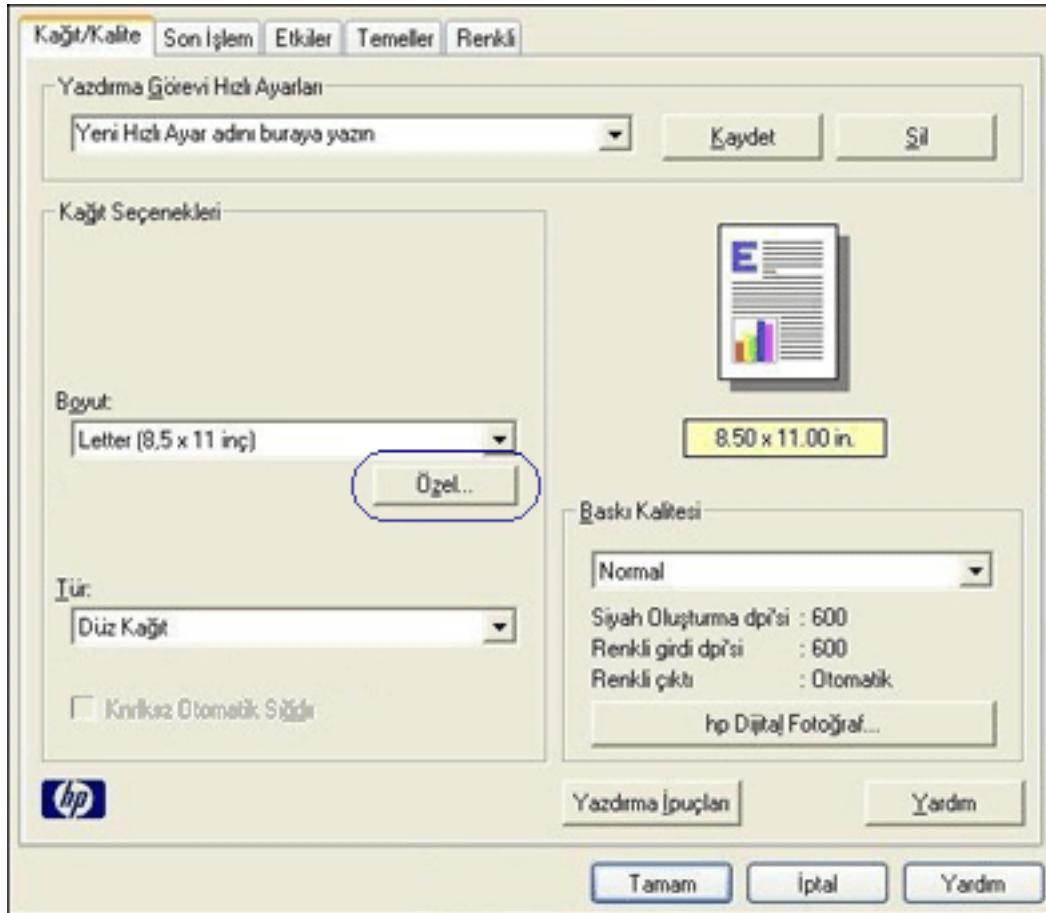 Kağıt/Kalite Son İşlem Etkiler Temeller Renkli
Yazdırma Görevi Hızlı Ayarları
Yeni Hızlı Ayar adını buraya yazın Kaydet Sil
Kağıt Seçenekleri
E
Boyut:
Letter (8,5 x 11 inç)
8.50 x 11.00 in.
Özel...
Baskı Kalitesi
Normal
Tür:
Düz Kağıt
Siyah Oluşturma dpi'si : 600
Renkli girdi dpi'si : 600
Renkli çıktı : Otomatik
Otomatik Sığdır
hp Dijital Fotoğraf...
hp
Yazdırma İpuçları Yardım
Tamam İptal Yardım